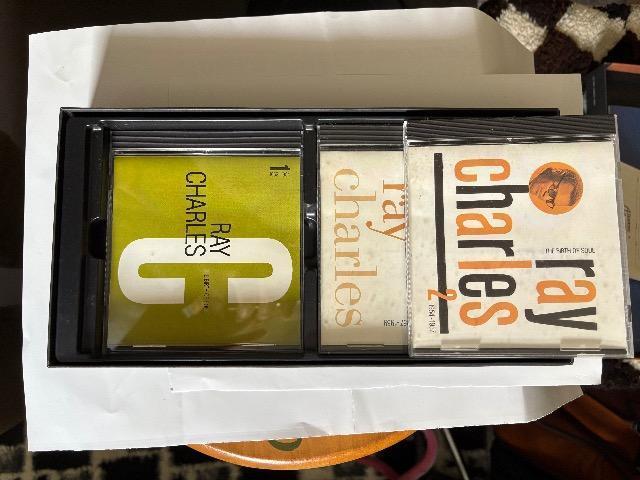 1
RAY
CHARLES
C
ray
charles
THE BIRTH OF SOUL
ray
charles
2